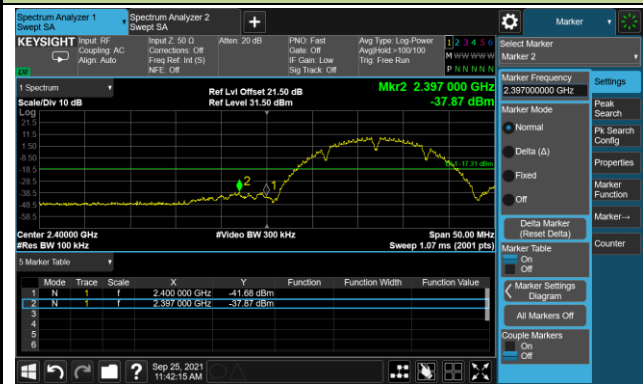 Spectrum Analyzer 1
Swept SA
Spectrum Analyzer 2
Swept SA
Marker
KEYSIGHT
Input: RF
Coupling: AC
Align: Auto
Input Z: 50 Ω
Corrections: Off
Freq Ref: Int (S)
NFE: Off
Atten: 20 dB
PNO: Fast
Gate: Off
IF Gain: Low
Sig Track: Off
Avg Type: Log-Power
Avg|Hold:>100/100
Trig: Free Run
1 2 3 4 5 6
M W W W W W
P N N N N N
Select Marker
Marker 2
Marker Frequency
2.397000000 GHz
Settings
1 Spectrum
Scale/Div 10 dB
Ref Lvl Offset 21.50 dB
Ref Level 31.50 dBm
Mkr2 2.397 000 GHz
-37.87 dBm
Log
21.5
11.5
1.50
-8.50
-18.5
-28.5
-38.5
-48.5
-58.5
-17.31 dBm
2
1
Center 2.40000 GHz
#Res BW 100 kHz
#Video BW 300 kHz
Span 50.00 MHz
Sweep 1.07 ms (2001 pts)
Marker Mode
Normal
Delta (Δ)
Fixed
Off
Delta Marker
(Reset Delta)
Marker Table
On
Off
Marker Settings
Diagram
All Markers Off
Couple Markers
On
Off
Peak
Search
Pk Search
Config
Properties
Marker
Function
Marker→
Counter
5 Marker Table
Mode Trace Scale X Y Function Function Width Function Value
1 N 1 f 2.400 000 GHz -41.68 dBm
2 N 1 f 2.397 000 GHz -37.87 dBm
3
4
5
6
Sep 25, 2021
11:42:15 AM